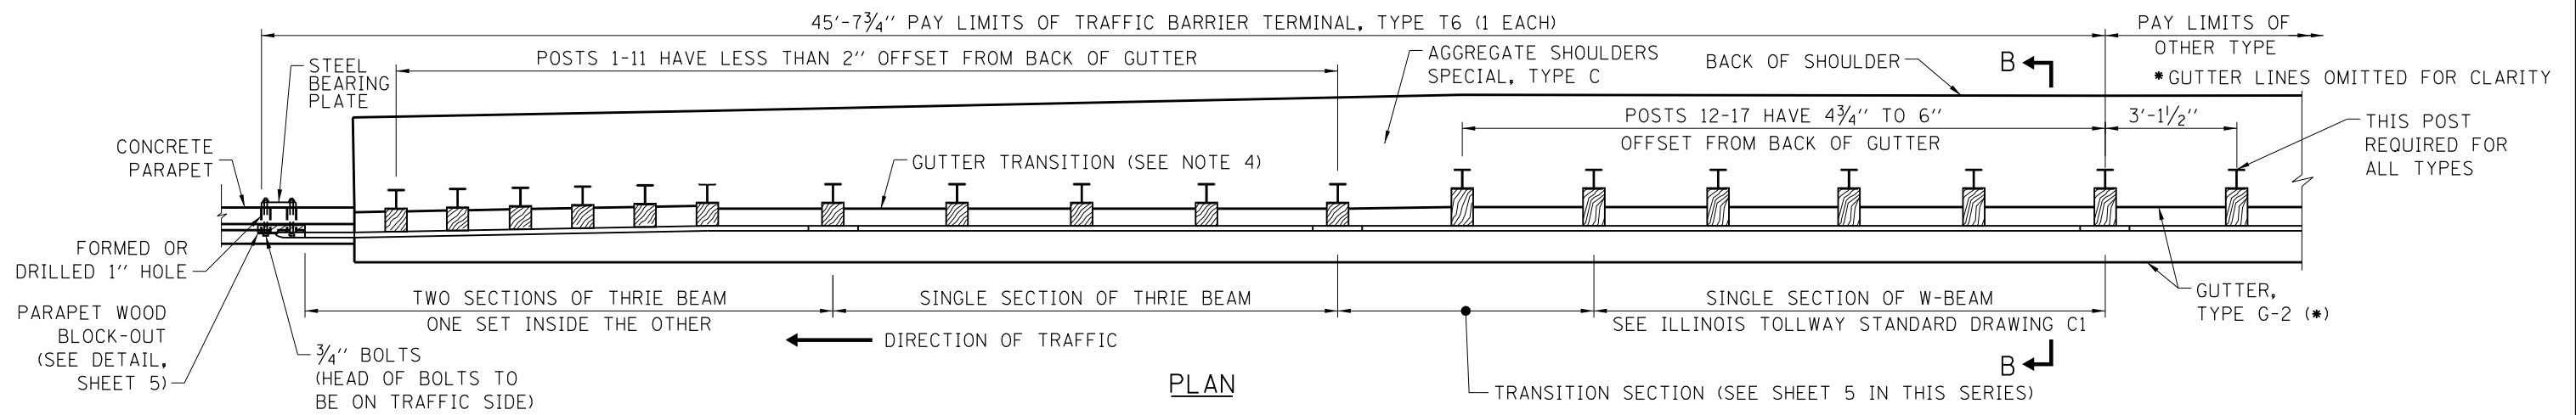 45'-7¾" PAY LIMITS OF TRAFFIC BARRIER TERMINAL, TYPE T6 (1 EACH)
PAY LIMITS OF
OTHER TYPE
*GUTTER LINES OMITTED FOR CLARITY
POSTS 1-11 HAVE LESS THAN 2" OFFSET FROM BACK OF GUTTER
STEEL
BEARING
PLATE
AGGREGATE SHOULDERS
SPECIAL, TYPE C
BACK OF SHOULDER
B
POSTS 12-17 HAVE 4¾" TO 6"
OFFSET FROM BACK OF GUTTER
3'-1½"
THIS POST
REQUIRED FOR
ALL TYPES
CONCRETE
PARAPET
GUTTER TRANSITION (SEE NOTE 4)
FORMED OR
DRILLED 1" HOLE
PARAPET WOOD
BLOCK-OUT
(SEE DETAIL,
SHEET 5)
¾" BOLTS
(HEAD OF BOLTS TO
BE ON TRAFFIC SIDE)
TWO SECTIONS OF THRIE BEAM
ONE SET INSIDE THE OTHER
SINGLE SECTION OF THRIE BEAM
SINGLE SECTION OF W-BEAM
SEE ILLINOIS TOLLWAY STANDARD DRAWING C1
GUTTER,
TYPE G-2 (*)
DIRECTION OF TRAFFIC
B
TRANSITION SECTION (SEE SHEET 5 IN THIS SERIES)
PLAN